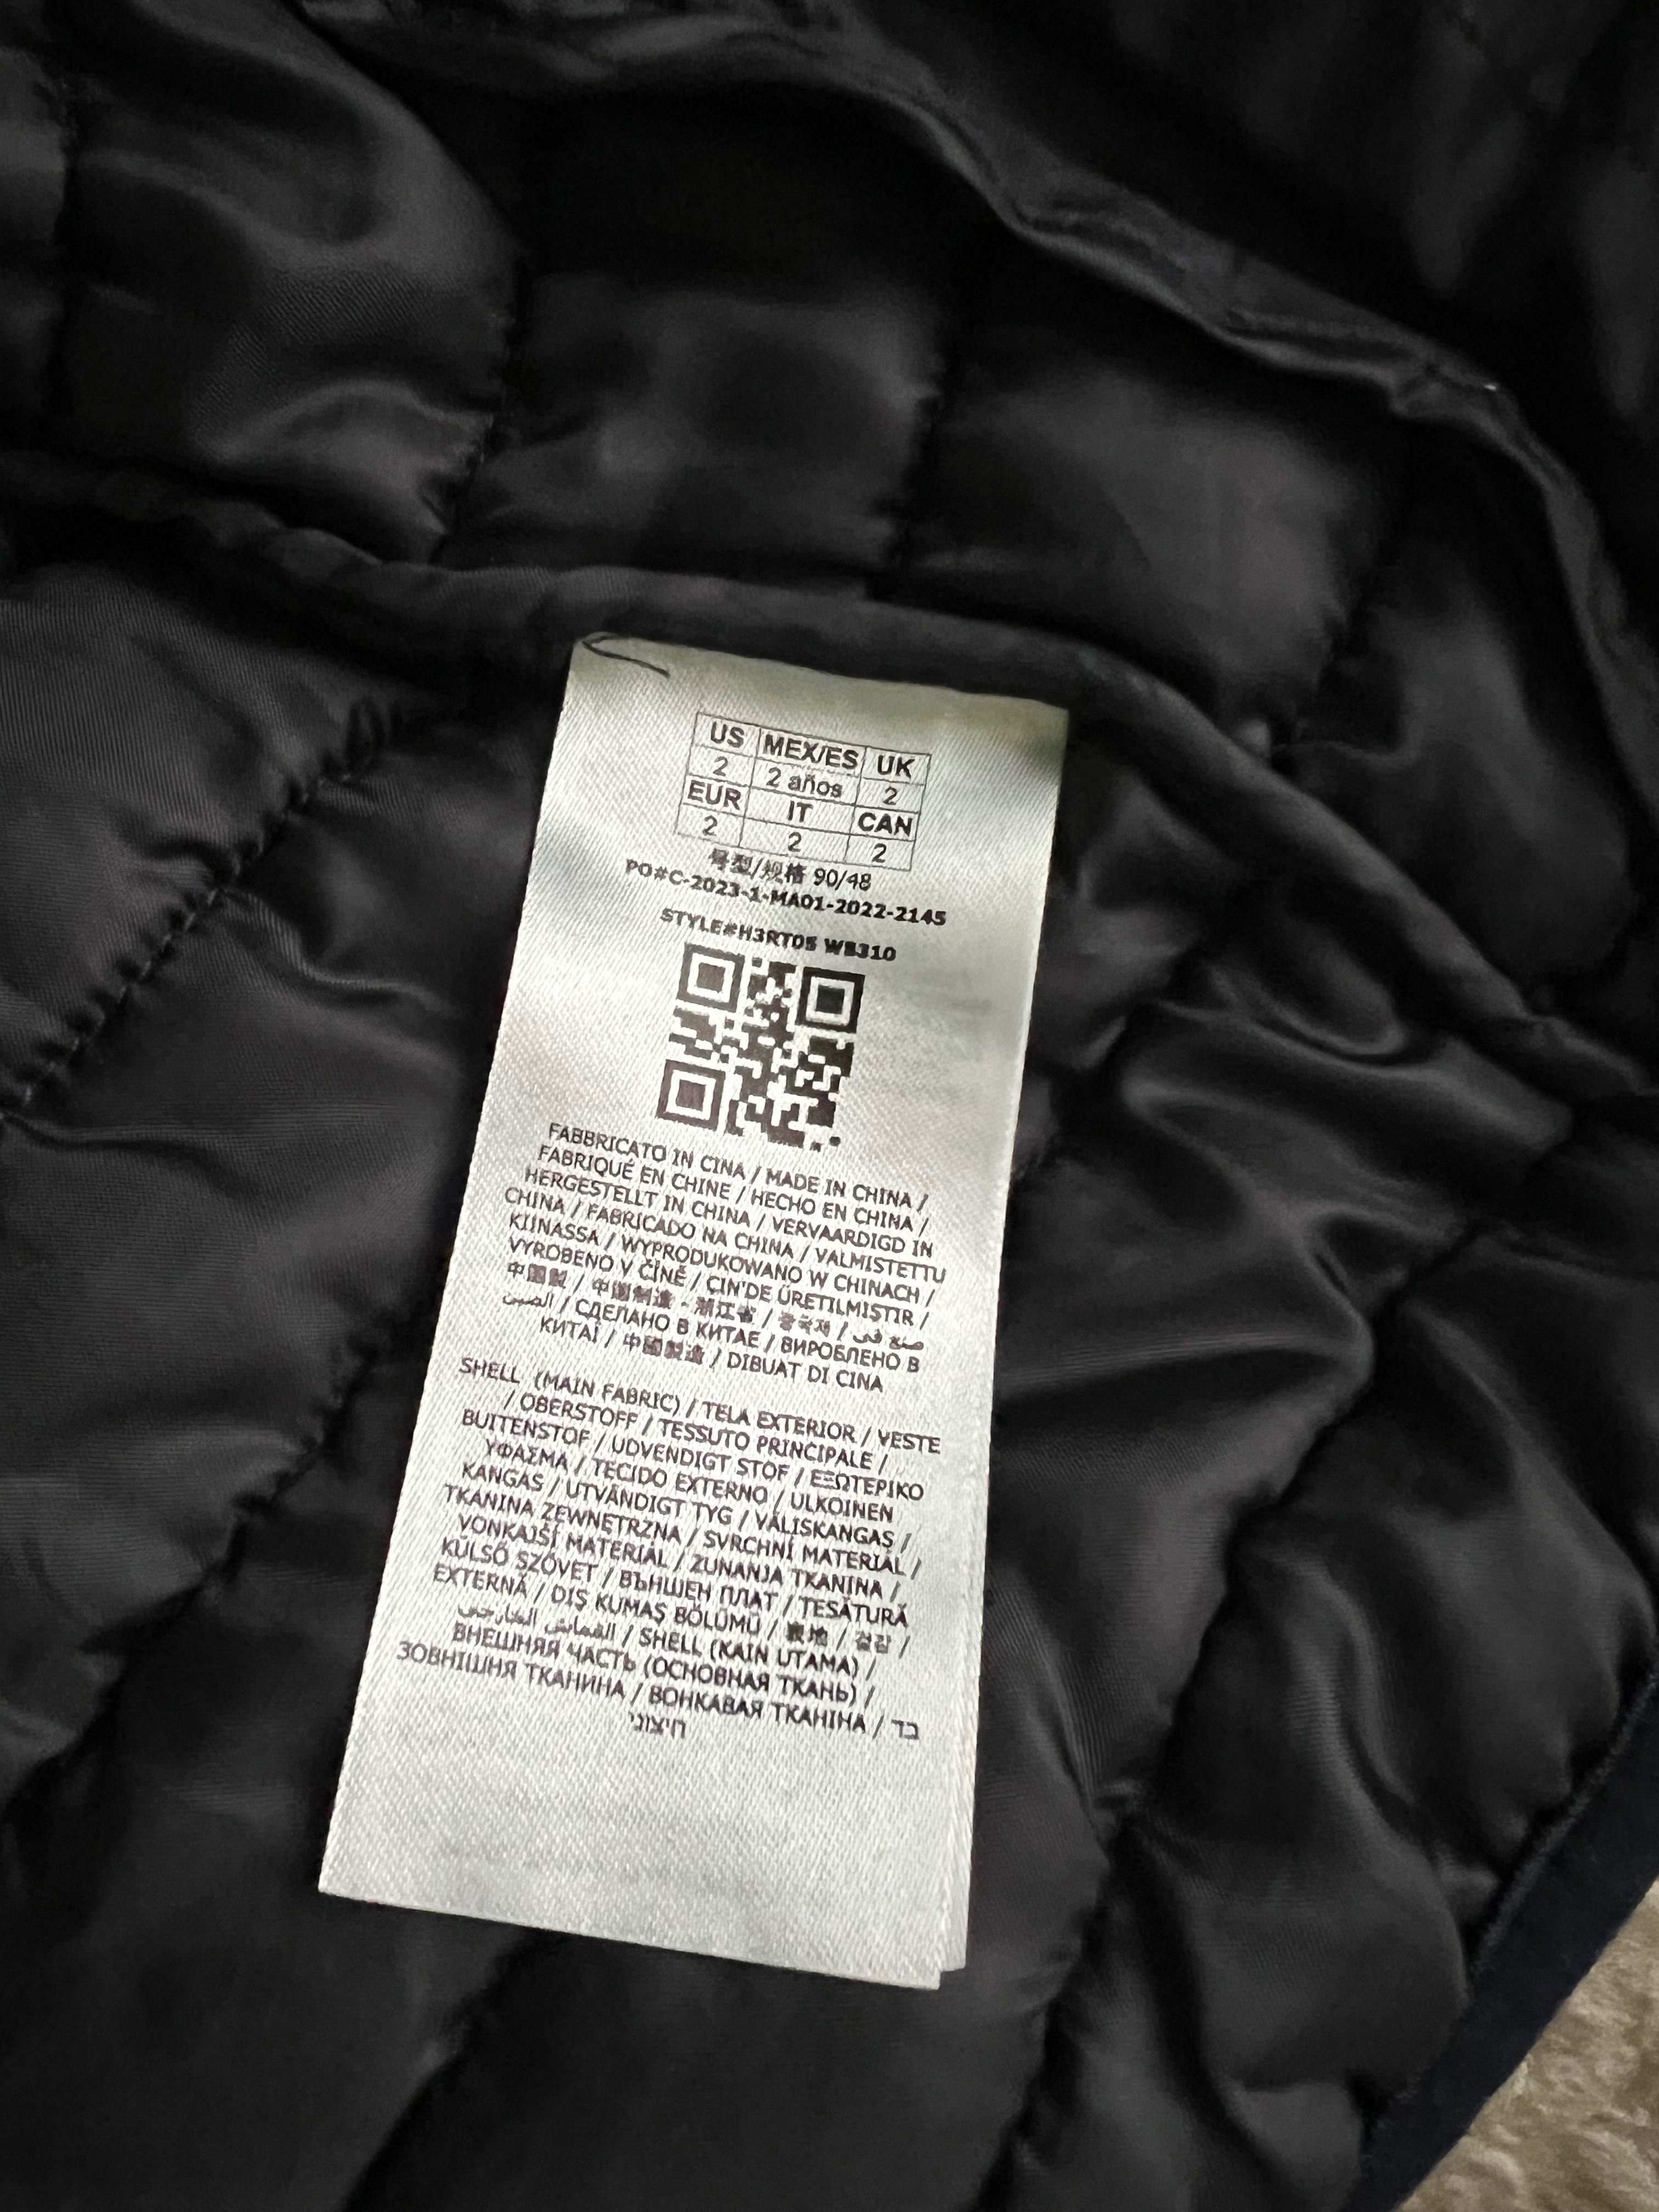 US MEX/ES UK
2 2 años 2
EUR IT CAN
2 2 2
号型/规格 90/48
PO#C-2023-1-MA01-2022-2145
STYLE#H3RT05 WB310
FABBRICATO IN CINA / MADE IN CHINA /
FABRIQUÉ EN CHINE / HECHO EN CHINA /
HERGESTELLT IN CHINA / VERVAARDIGD IN
CHINA / FABRICADO NA CHINA / VALMISTETTU
KIINASSA / WYPRODUKOWANO W CHINACH /
VYROBENO V ČÍNĚ / ÇIN'DE ÜRETILMIŞTIR /
中国製 / 中国制造 - 浙江省 / 중국제 / صنع في
الصين / СДЕЛАНО В КИТАЕ / ВИРОБЛЕНО В
КИТАЇ / 中國製造 / DIBUAT DI CINA
SHELL (MAIN FABRIC) / TELA EXTERIOR / VESTE
/ OBERSTOFF / TESSUTO PRINCIPALE /
BUITENSTOF / UDVENDIGT STOF / ΕΞΩΤΕΡΙΚΟ
ΥΦΑΣΜΑ / TECIDO EXTERNO / ULKOINEN
KANGAS / UTVÄNDIGT TYG / VÄLISKANGAS /
TKANINA ZEWNĘTRZNA / SVRCHNÍ MATERIÁL /
VONKAJŠÍ MATERIÁL / ZUNANJA TKANINA /
KÜLSŐ SZÖVET / ВЪНШЕН ПЛАТ / ȚESĂTURĂ
EXTERNĂ / DIŞ KUMAŞ BÖLÜMÜ / 表地 / 겉감 /
القماش الخارجي / SHELL (KAIN UTAMA) /
ВНЕШНЯЯ ЧАСТЬ (ОСНОВНАЯ ТКАНЬ) /
ЗОВНІШНЯ ТКАНИНА / ВОНКАВАЯ ТКАНІНА / בד
חיצוני